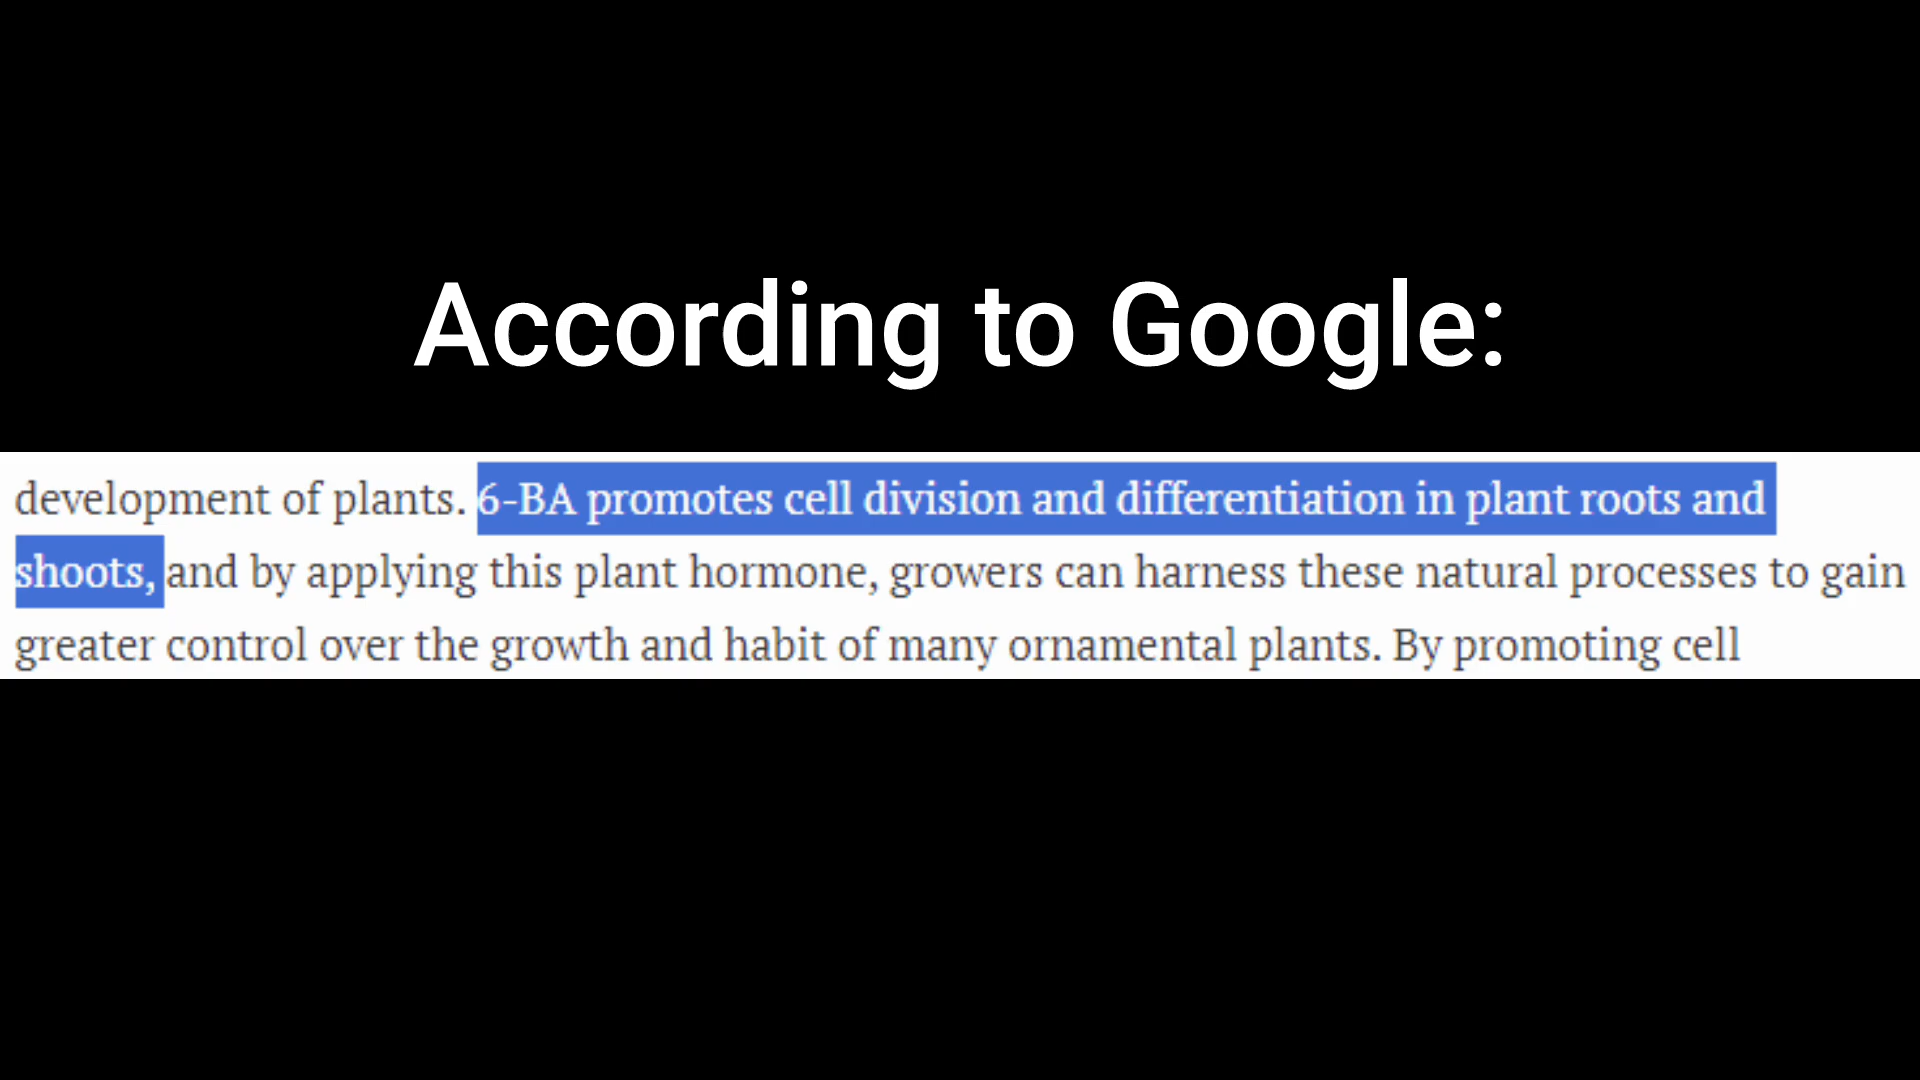 According to Google:
development of plants. 6-BA promotes cell division and differentiation in plant roots and
shoots, and by applying this plant hormone, growers can harness these natural processes to gain
greater control over the growth and habit of many ornamental plants. By promoting cell